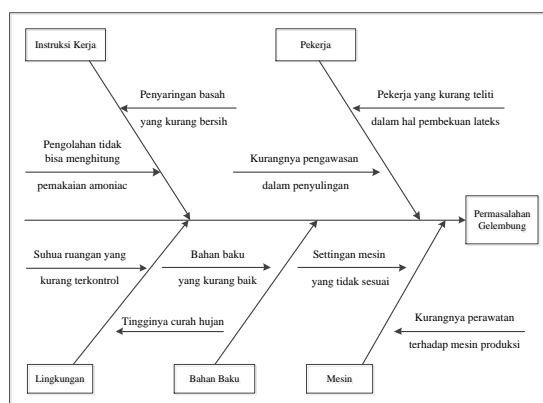 Instruksi Kerja
Pekerja
Penyaringan basah
yang kurang bersih
Pekerja yang kurang teliti
dalam hal pembekuan lateks
Pengolahan tidak
bisa menghitung
pemakaian amoniac
Kurangnya pengawasan
dalam penyulingan
Permasalahan
Gelembung
Suhua ruangan yang
kurang terkontrol
Bahan baku
yang kurang baik
Settingan mesin
yang tidak sesuai
Tingginya curah hujan
Kurangnya perawatan
terhadap mesin produksi
Lingkungan
Bahan Baku
Mesin